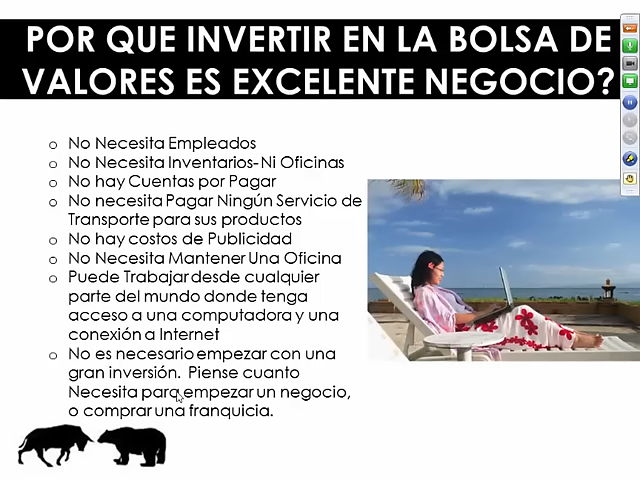 POR QUE INVERTIR EN LA BOLSA DE
VALORES ES EXCELENTE NEGOCIO?
o No Necesita Empleados
o No Necesita Inventarios- Ni Oficinas
o No hay Cuentas por Pagar
o No necesita Pagar Ningún Servicio de
Transporte para sus productos
o No hay costos de Publicidad
o No Necesita Mantener Una Oficina
o Puede Trabajar desde cualquier
parte del mundo donde tenga
acceso a una computadora y una
conexión a Internet
o No es necesario empezar con una
gran inversión. Piense cuanto
Necesita para empezar un negocio,
o comprar una franquicia.